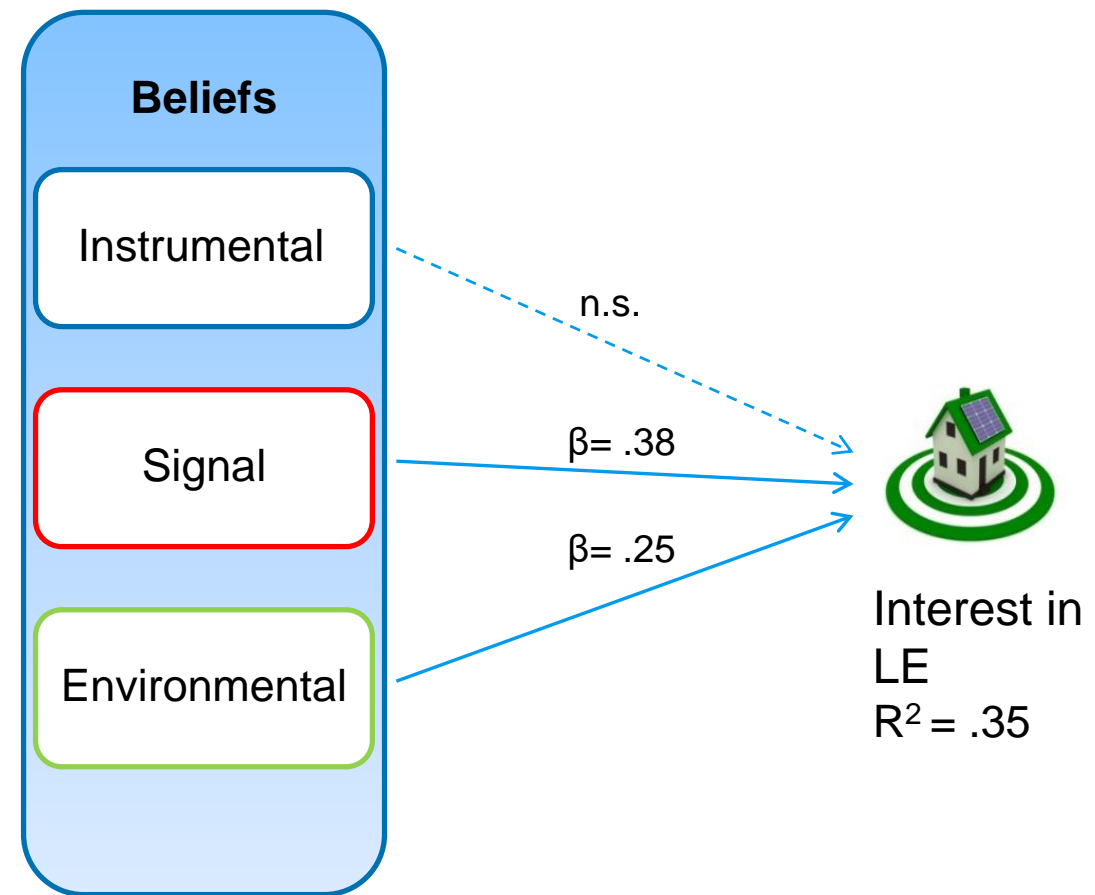 Beliefs
Instrumental
n.s.
Signal
β= .38
β= .25
Environmental
Interest in
LE
R² = .35